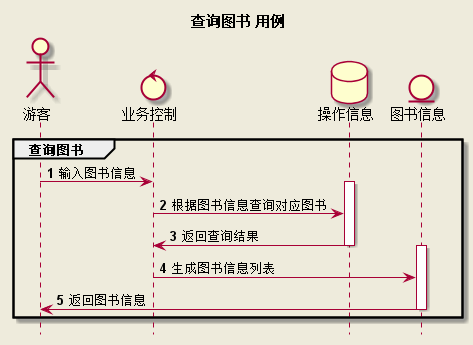 查询图书 用例
游客
业务控制
操作信息
图书信息
查询图书
1 输入图书信息
2 根据图书信息查询对应图书
3 返回查询结果
4 生成图书信息列表
5 返回图书信息